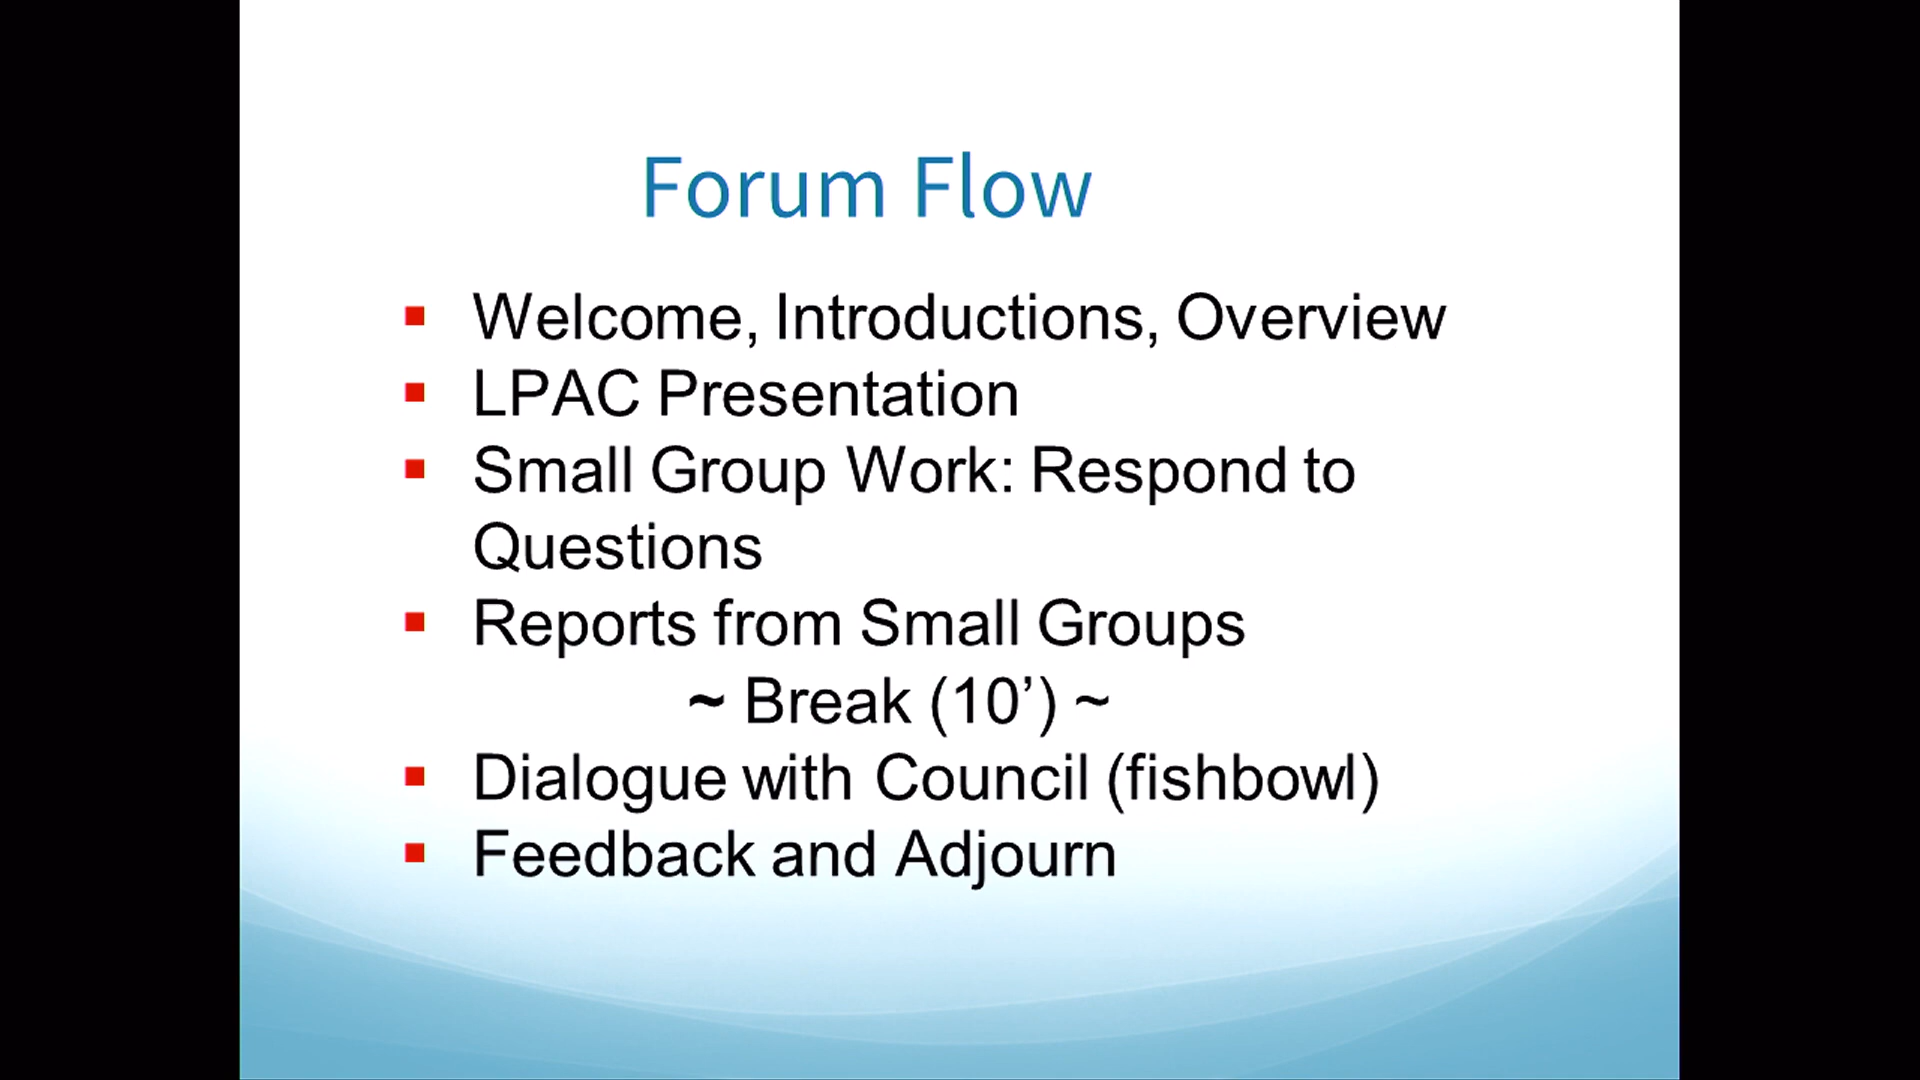 Forum Flow
Welcome, Introductions, Overview
LPAC Presentation
Small Group Work: Respond to
Questions
Reports from Small Groups
~ Break (10’) ~
Dialogue with Council (fishbowl)
Feedback and Adjourn